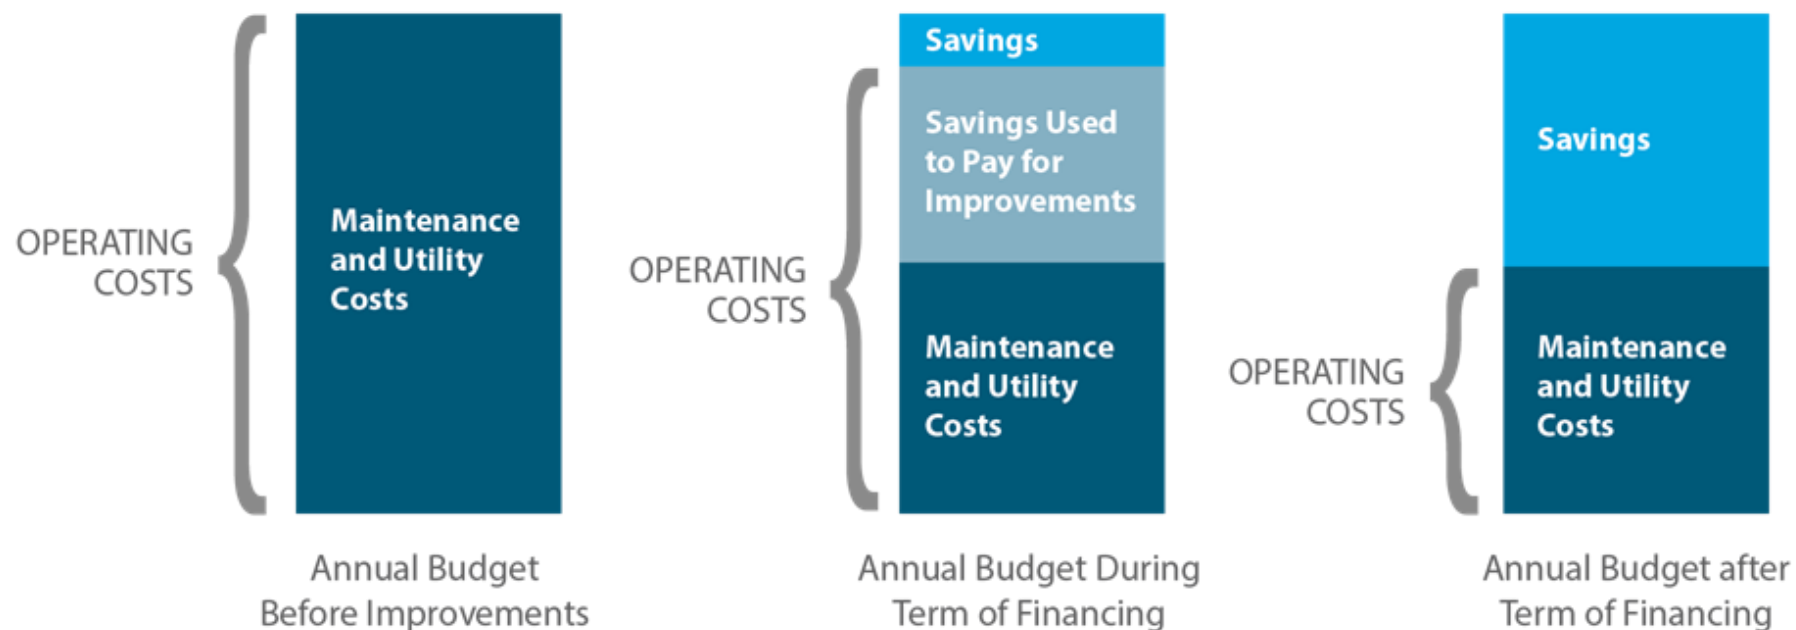 OPERATING
COSTS
Maintenance
and Utility
Costs
Annual Budget
Before Improvements
OPERATING
COSTS
Savings
Savings Used
to Pay for
Improvements
Maintenance
and Utility
Costs
Annual Budget During
Term of Financing
OPERATING
COSTS
Savings
Maintenance
and Utility
Costs
Annual Budget after
Term of Financing